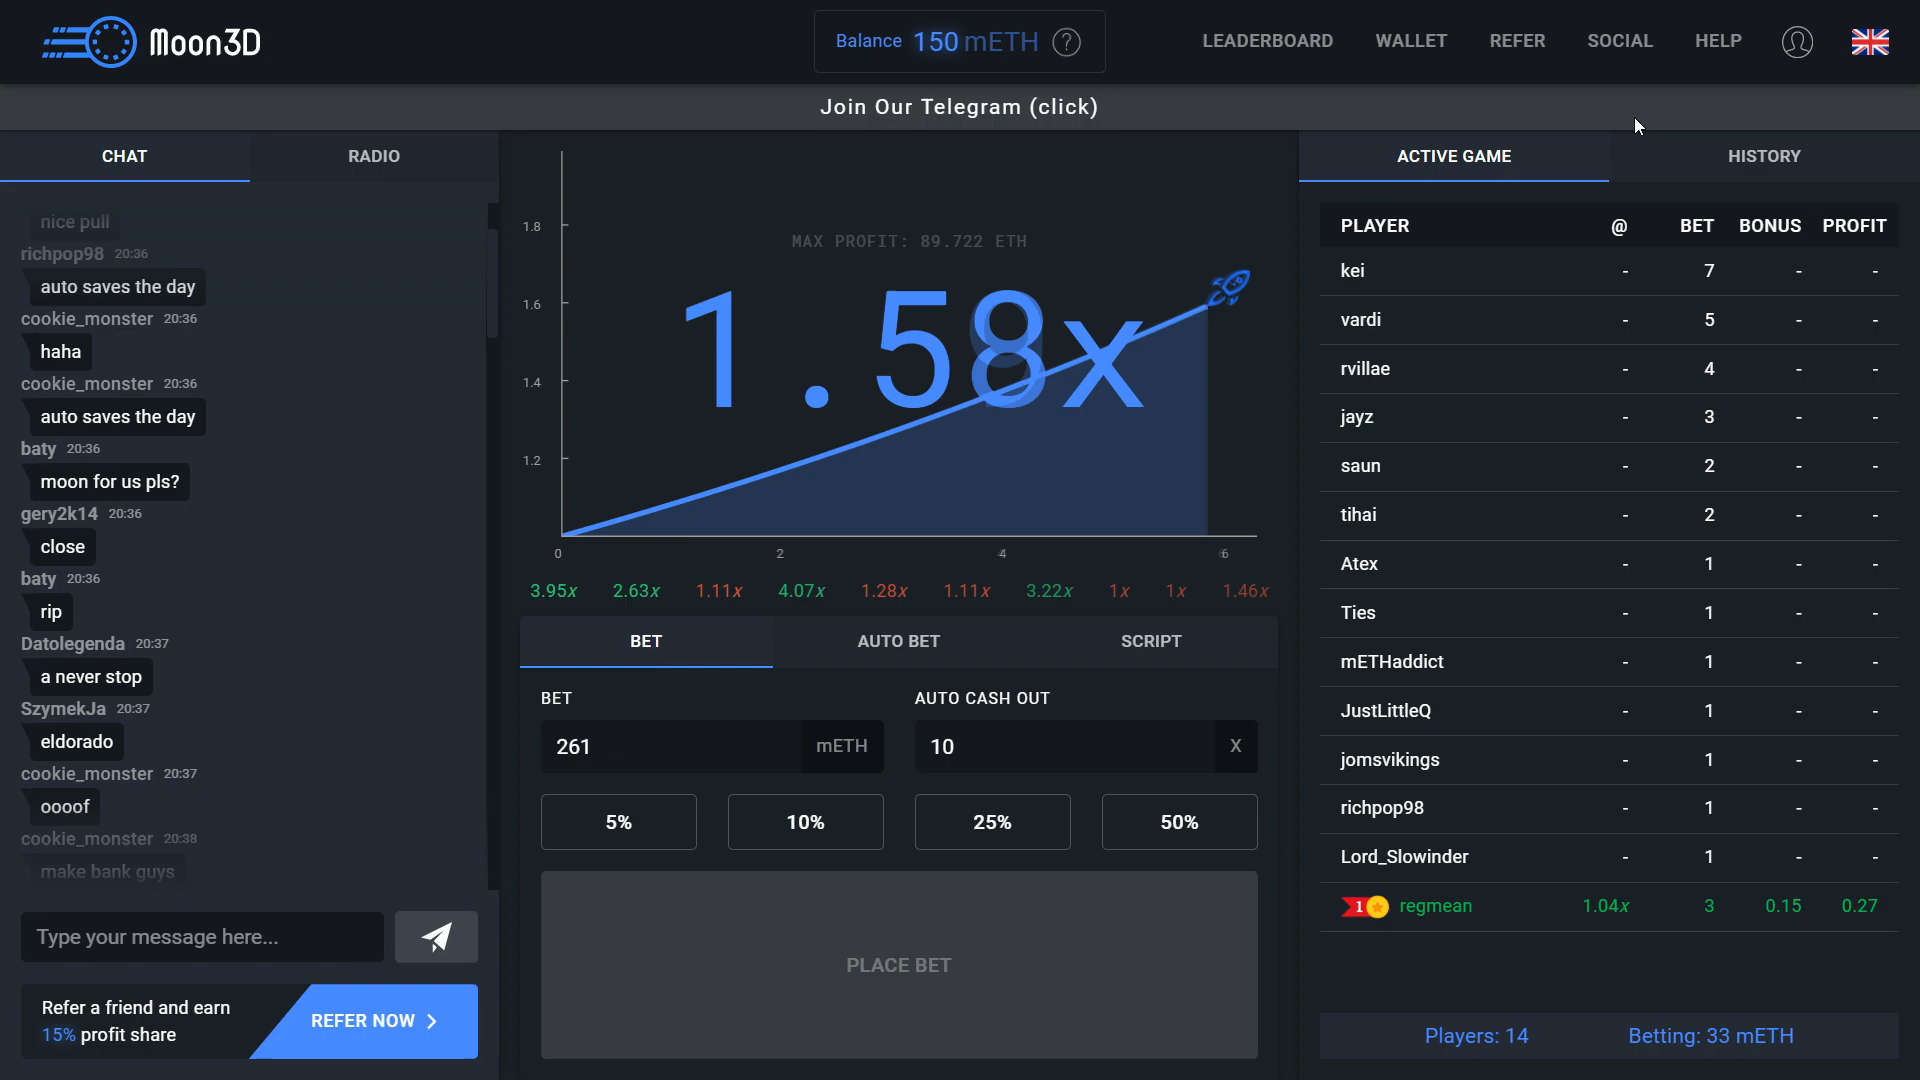 Moon3D
Balance 150 mETH ?
LEADERBOARD WALLET REFER SOCIAL HELP
Join Our Telegram (click)
CHAT RADIO
nice pull
richpop98 20:36
auto saves the day
cookie_monster 20:36
haha
cookie_monster 20:36
auto saves the day
baty 20:36
moon for us pls?
gery2k14 20:36
close
baty 20:36
rip
Datolegenda 20:37
a never stop
SzymekJa 20:37
eldorado
cookie_monster 20:37
oooof
cookie_monster 20:38
make bank guys
Type your message here...
Refer a friend and earn
15% profit share
REFER NOW >
MAX PROFIT: 89.722 ETH
1.58x
1.8
1.6
1.4
1.2
0 2 4 6
3.95x 2.63x 1.11x 4.07x 1.28x 1.11x 3.22x 1x 1x 1.46x
BET AUTO BET SCRIPT
BET AUTO CASH OUT
261 mETH 10 X
5% 10% 25% 50%
PLACE BET
ACTIVE GAME HISTORY
PLAYER @ BET BONUS PROFIT
kei - 7 - -
vardi - 5 - -
rvillae - 4 - -
jayz - 3 - -
saun - 2 - -
tihai - 2 - -
Atex - 1 - -
Ties - 1 - -
mETHaddict - 1 - -
JustLittleQ - 1 - -
jomsvikings - 1 - -
richpop98 - 1 - -
Lord_Slowinder - 1 - -
1 regmean 1.04x 3 0.15 0.27
Players: 14 Betting: 33 mETH